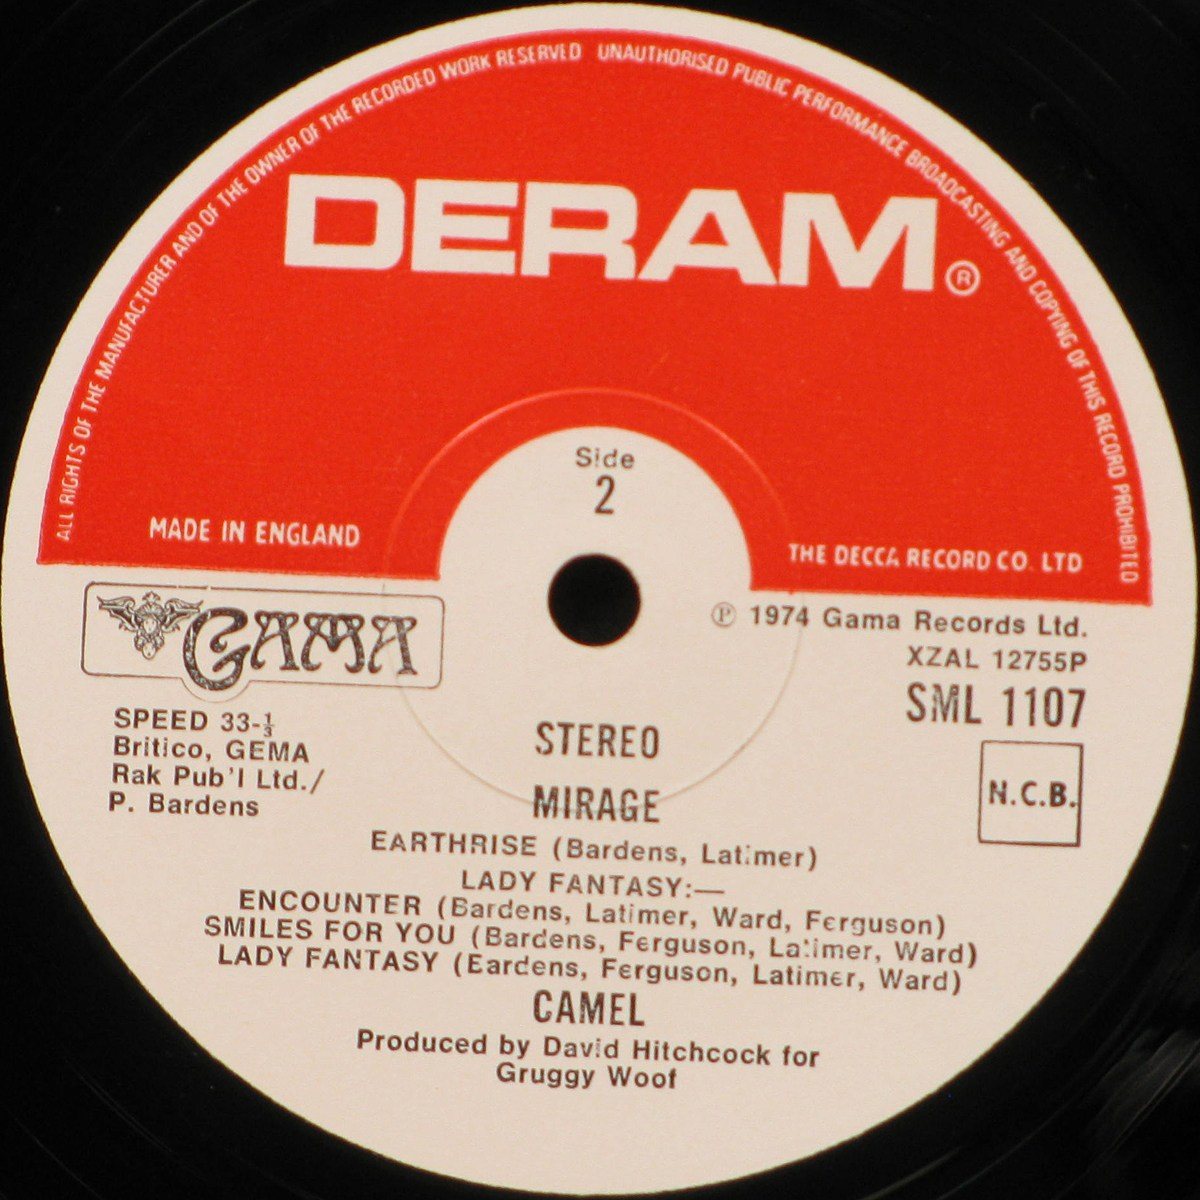 ALL RIGHTS OF THE MANUFACTURER AND OF THE OWNER OF THE RECORDED WORK RESERVED UNAUTHORISED PUBLIC PERFORMANCE BROADCASTING AND COPYING OF THIS RECORD PROHIBITED
DERAM®
Side
2
MADE IN ENGLAND
THE DECCA RECORD CO. LTD
GAMA
℗ 1974 Gama Records Ltd.
XZAL 12755P
SML 1107
SPEED 33-⅓
Britico, GEMA
Rak Pub'l Ltd./
P. Bardens
N.C.B.
STEREO
MIRAGE
EARTHRISE (Bardens, Latimer)
LADY FANTASY:—
ENCOUNTER (Bardens, Latimer, Ward, Ferguson)
SMILES FOR YOU (Bardens, Ferguson, Latimer, Ward)
LADY FANTASY (Bardens, Ferguson, Latimer, Ward)
CAMEL
Produced by David Hitchcock for
Gruggy Woof